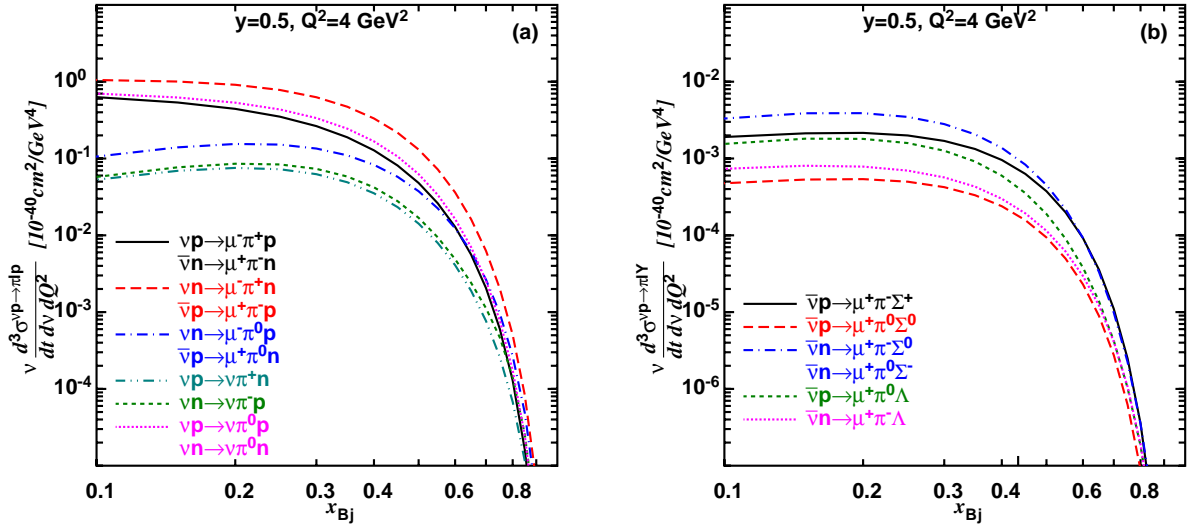 y=0.5, Q²=4 GeV²
(a)
10⁰
10⁻¹
10⁻²
10⁻³
10⁻⁴
ν d³σ^νp→πlp / dt dν dQ² [10⁻⁴⁰cm²/GeV⁴]
νp→μ⁻π⁺p
ν̅n→μ⁺π⁻n
νn→μ⁻π⁺n
ν̅p→μ⁺π⁻p
νn→μ⁻π⁰p
ν̅p→μ⁺π⁰n
νp→νπ⁺n
νn→νπ⁻p
νp→νπ⁰p
νn→νπ⁰n
0.1 0.2 0.3 0.4 0.6 0.8
x_Bj
y=0.5, Q²=4 GeV²
(b)
10⁻²
10⁻³
10⁻⁴
10⁻⁵
10⁻⁶
ν d³σ^νp→πlY / dt dν dQ² [10⁻⁴⁰cm²/GeV⁴]
ν̅p→μ⁺π⁻Σ⁺
ν̅p→μ⁺π⁰Σ⁰
ν̅n→μ⁺π⁻Σ⁰
ν̅n→μ⁺π⁰Σ⁻
ν̅p→μ⁺π⁰Λ
ν̅n→μ⁺π⁻Λ
0.1 0.2 0.3 0.4 0.6 0.8
x_Bj